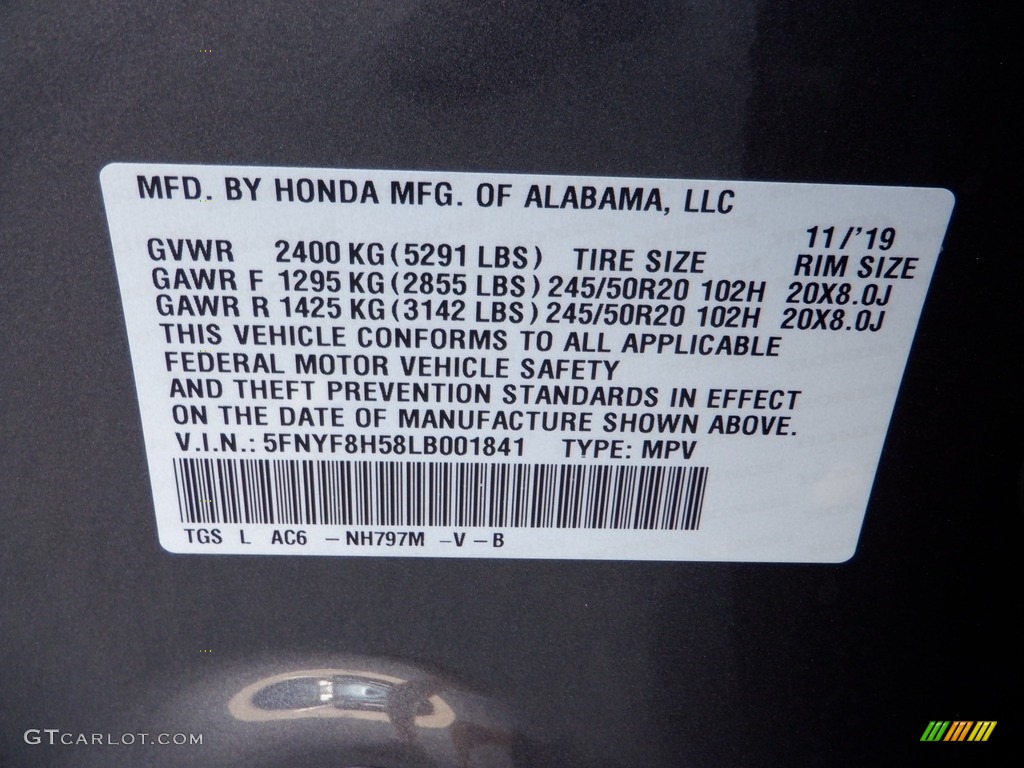 MFD. BY HONDA MFG. OF ALABAMA, LLC
11/'19
GVWR 2400 KG (5291 LBS) TIRE SIZE RIM SIZE
GAWR F 1295 KG (2855 LBS) 245/50R20 102H 20X8.0J
GAWR R 1425 KG (3142 LBS) 245/50R20 102H 20X8.0J
THIS VEHICLE CONFORMS TO ALL APPLICABLE
FEDERAL MOTOR VEHICLE SAFETY
AND THEFT PREVENTION STANDARDS IN EFFECT
ON THE DATE OF MANUFACTURE SHOWN ABOVE.
V.I.N.: 5FNYF8H58LB001841 TYPE: MPV
TGS L AC6 – NH797M – V – B
GTCARLOT.COM